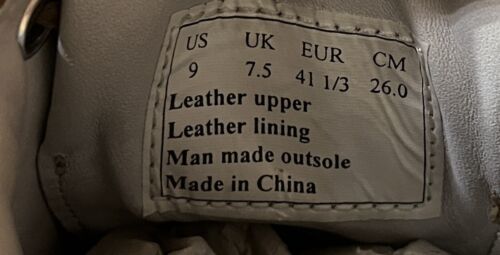 US UK EUR CM
9 7.5 41 1/3 26.0
Leather upper
Leather lining
Man made outsole
Made in China